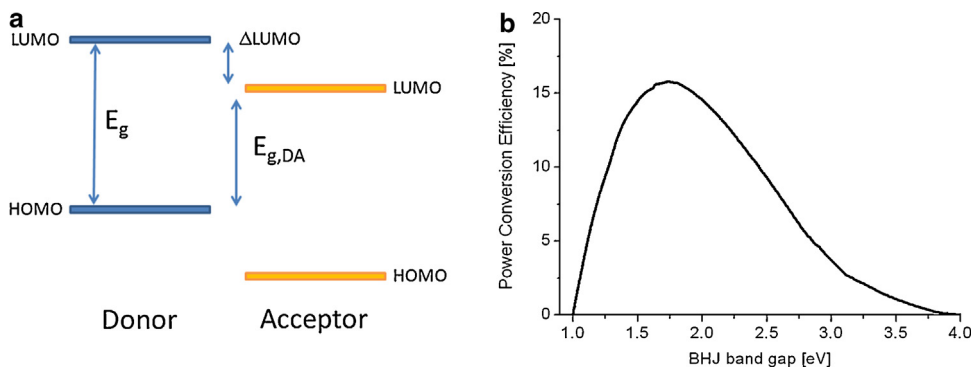 a
LUMO
ΔLUMO
LUMO
E_g
E_g,DA
HOMO
HOMO
Donor
Acceptor
b
Power Conversion Efficiency [%]
20
15
10
5
0
1.0 1.5 2.0 2.5 3.0 3.5 4.0
BHJ band gap [eV]